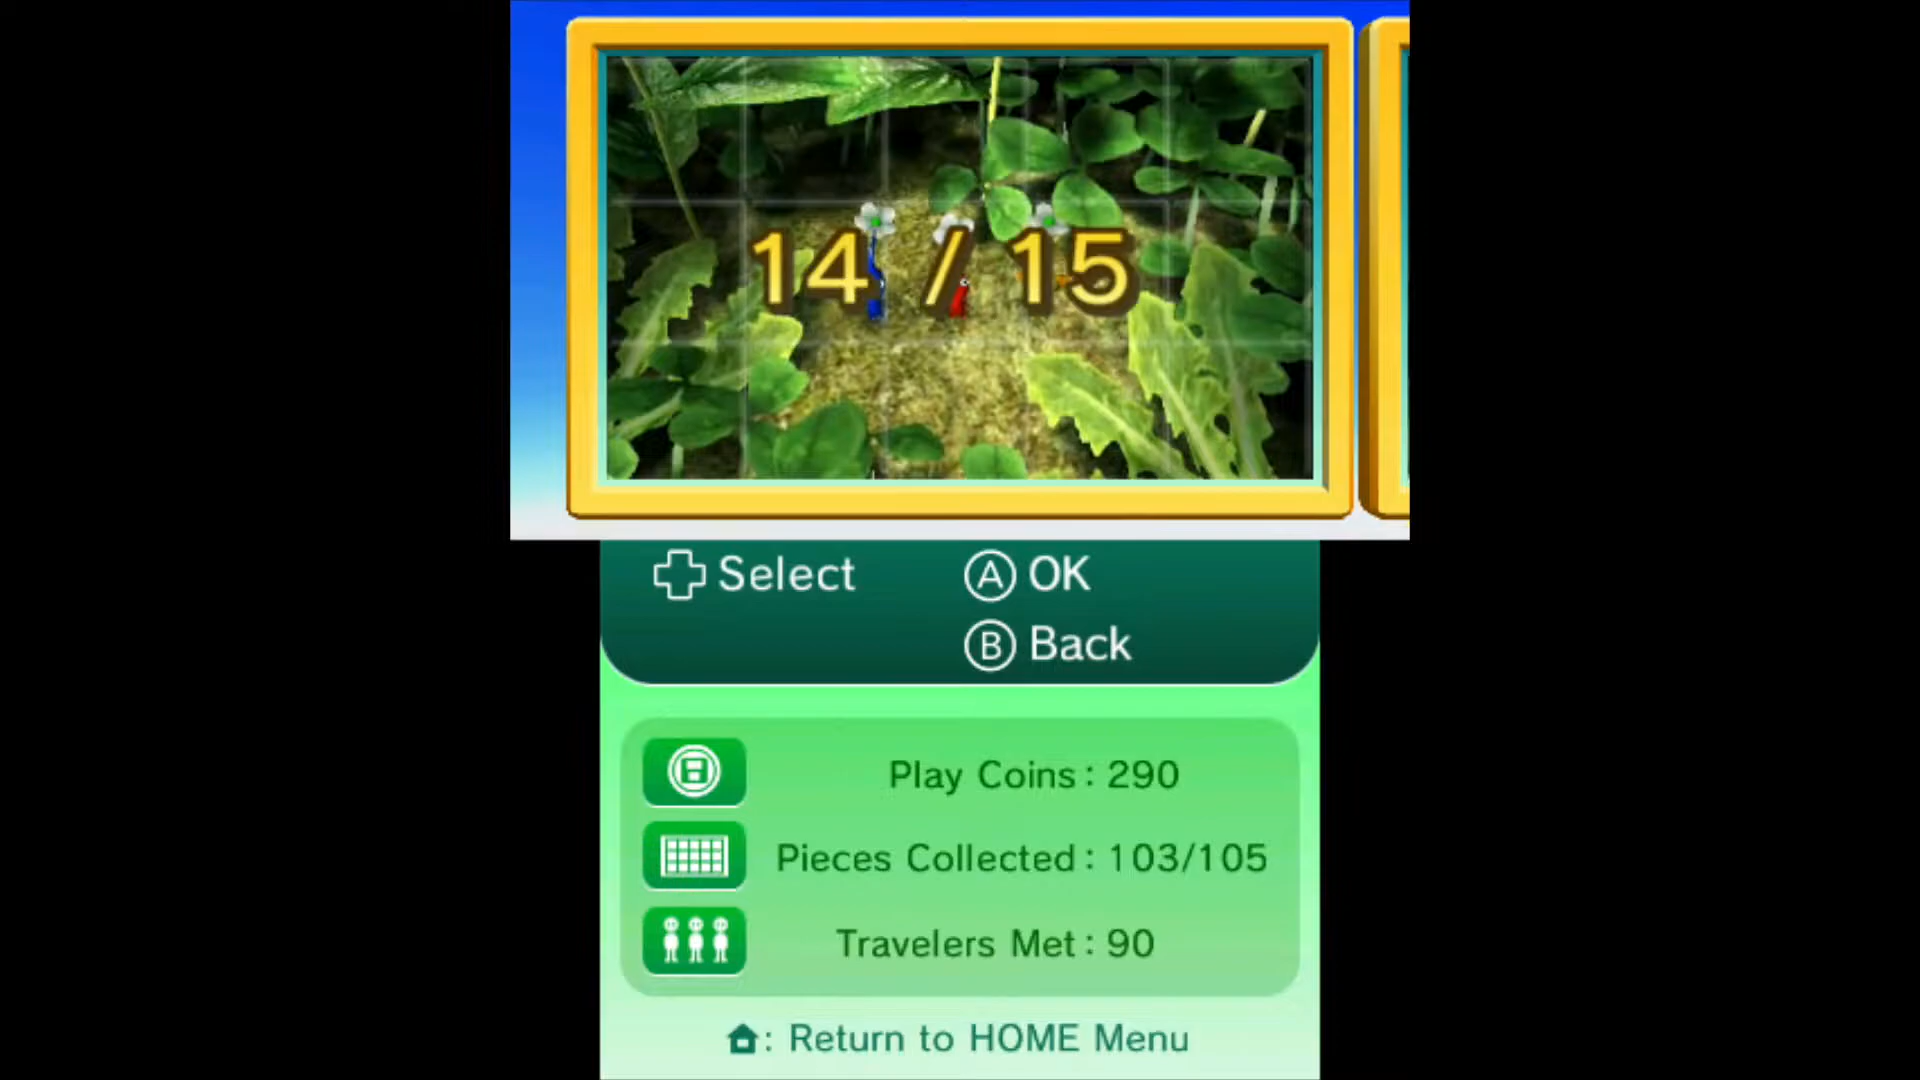 14 / 15
Select
A OK
B Back
Play Coins : 290
Pieces Collected : 103/105
Travelers Met : 90
: Return to HOME Menu